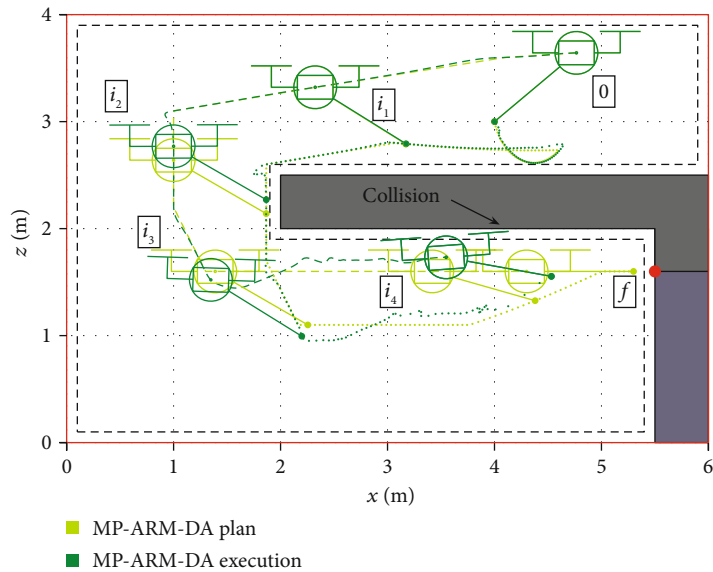 4
3
2
1
0
z (m)
i₂
i₁
0
Collision
i₃
i₄
f
0 1 2 3 4 5 6
x (m)
MP-ARM-DA plan
MP-ARM-DA execution